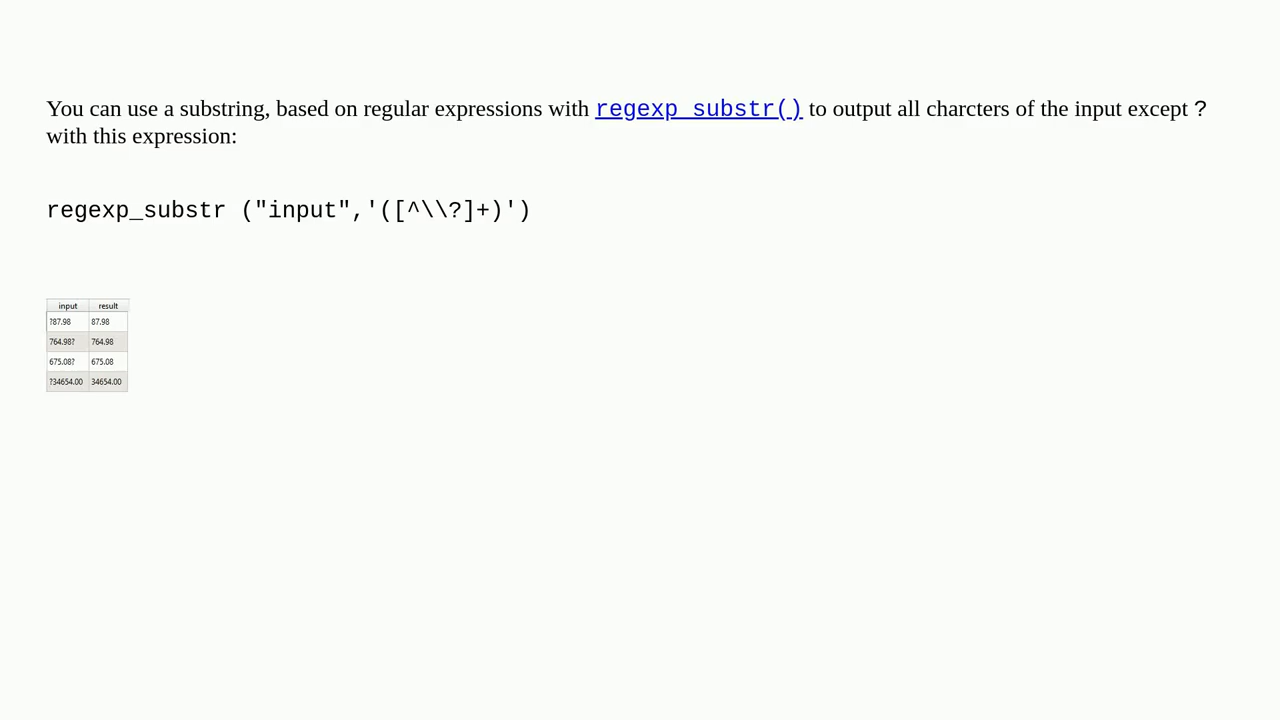 You can use a substring, based on regular expressions with regexp_substr() to output all charcters of the input except ?
with this expression:
regexp_substr ("input",'([^\\?]+)')
input result
?87.98 87.98
764.98? 764.98
675.08? 675.08
?34654.00 34654.00